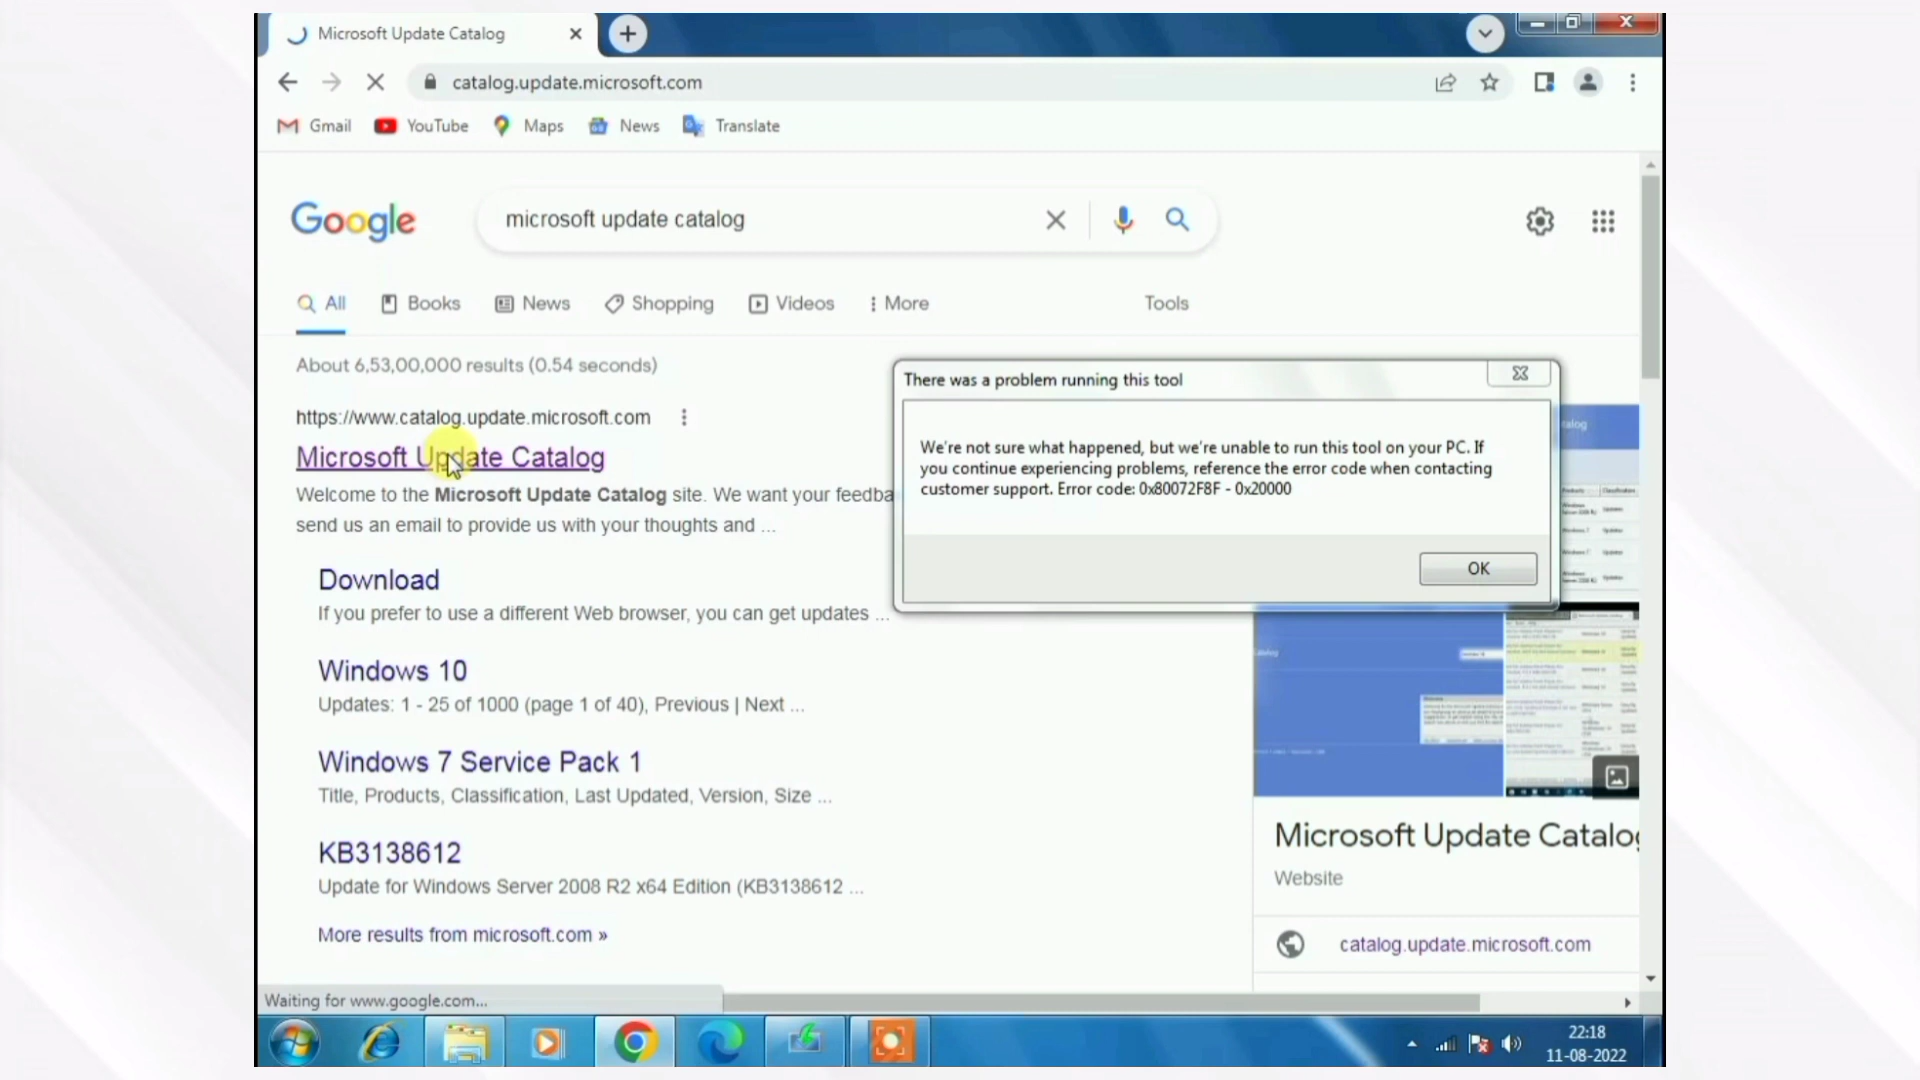 Microsoft Update Catalog
catalog.update.microsoft.com
Gmail
YouTube
Maps
News
Translate
Google
microsoft update catalog
All
Books
News
Shopping
Videos
More
Tools
About 6,53,00,000 results (0.54 seconds)
https://www.catalog.update.microsoft.com
Microsoft Update Catalog
Welcome to the Microsoft Update Catalog site. We want your feedba
send us an email to provide us with your thoughts and ...
Download
If you prefer to use a different Web browser, you can get updates ...
Windows 10
Updates: 1 - 25 of 1000 (page 1 of 40), Previous | Next ...
Windows 7 Service Pack 1
Title, Products, Classification, Last Updated, Version, Size ...
KB3138612
Update for Windows Server 2008 R2 x64 Edition (KB3138612 ...
More results from microsoft.com »
There was a problem running this tool
We're not sure what happened, but we're unable to run this tool on your PC. If
you continue experiencing problems, reference the error code when contacting
customer support. Error code: 0x80072F8F - 0x20000
OK
Microsoft Update Catalo
Website
catalog.update.microsoft.com
Waiting for www.google.com...
22:18
11-08-2022